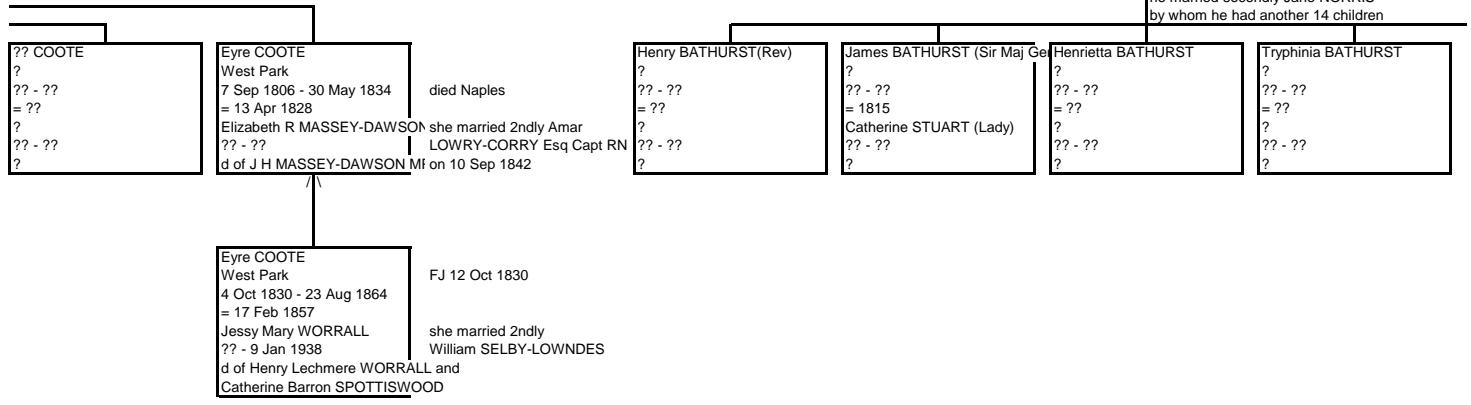 he married secondly Jane NORRIS
by whom he had another 14 children
?? COOTE
?
?? - ??
= ??
?
?? - ??
?
Eyre COOTE
West Park
7 Sep 1806 - 30 May 1834
= 13 Apr 1828
Elizabeth R MASSEY-DAWSON
?? - ??
d of J H MASSEY-DAWSON
died Naples
she married 2ndly Amar
LOWRY-CORRY Esq Capt RN
on 10 Sep 1842
Henry BATHURST(Rev)
?
?? - ??
= ??
?
?? - ??
?
James BATHURST (Sir Maj
?
?? - ??
= 1815
Catherine STUART (Lady)
?? - ??
?
Henrietta BATHURST
?
?? - ??
= ??
?
?? - ??
?
Tryphinia BATHURST
?
?? - ??
= ??
?
?? - ??
?
Eyre COOTE
West Park
4 Oct 1830 - 23 Aug 1864
= 17 Feb 1857
Jessy Mary WORRALL
?? - 9 Jan 1938
d of Henry Lechmere WORRALL and
Catherine Barron SPOTTISWOOD
FJ 12 Oct 1830
she married 2ndly
William SELBY-LOWNDES